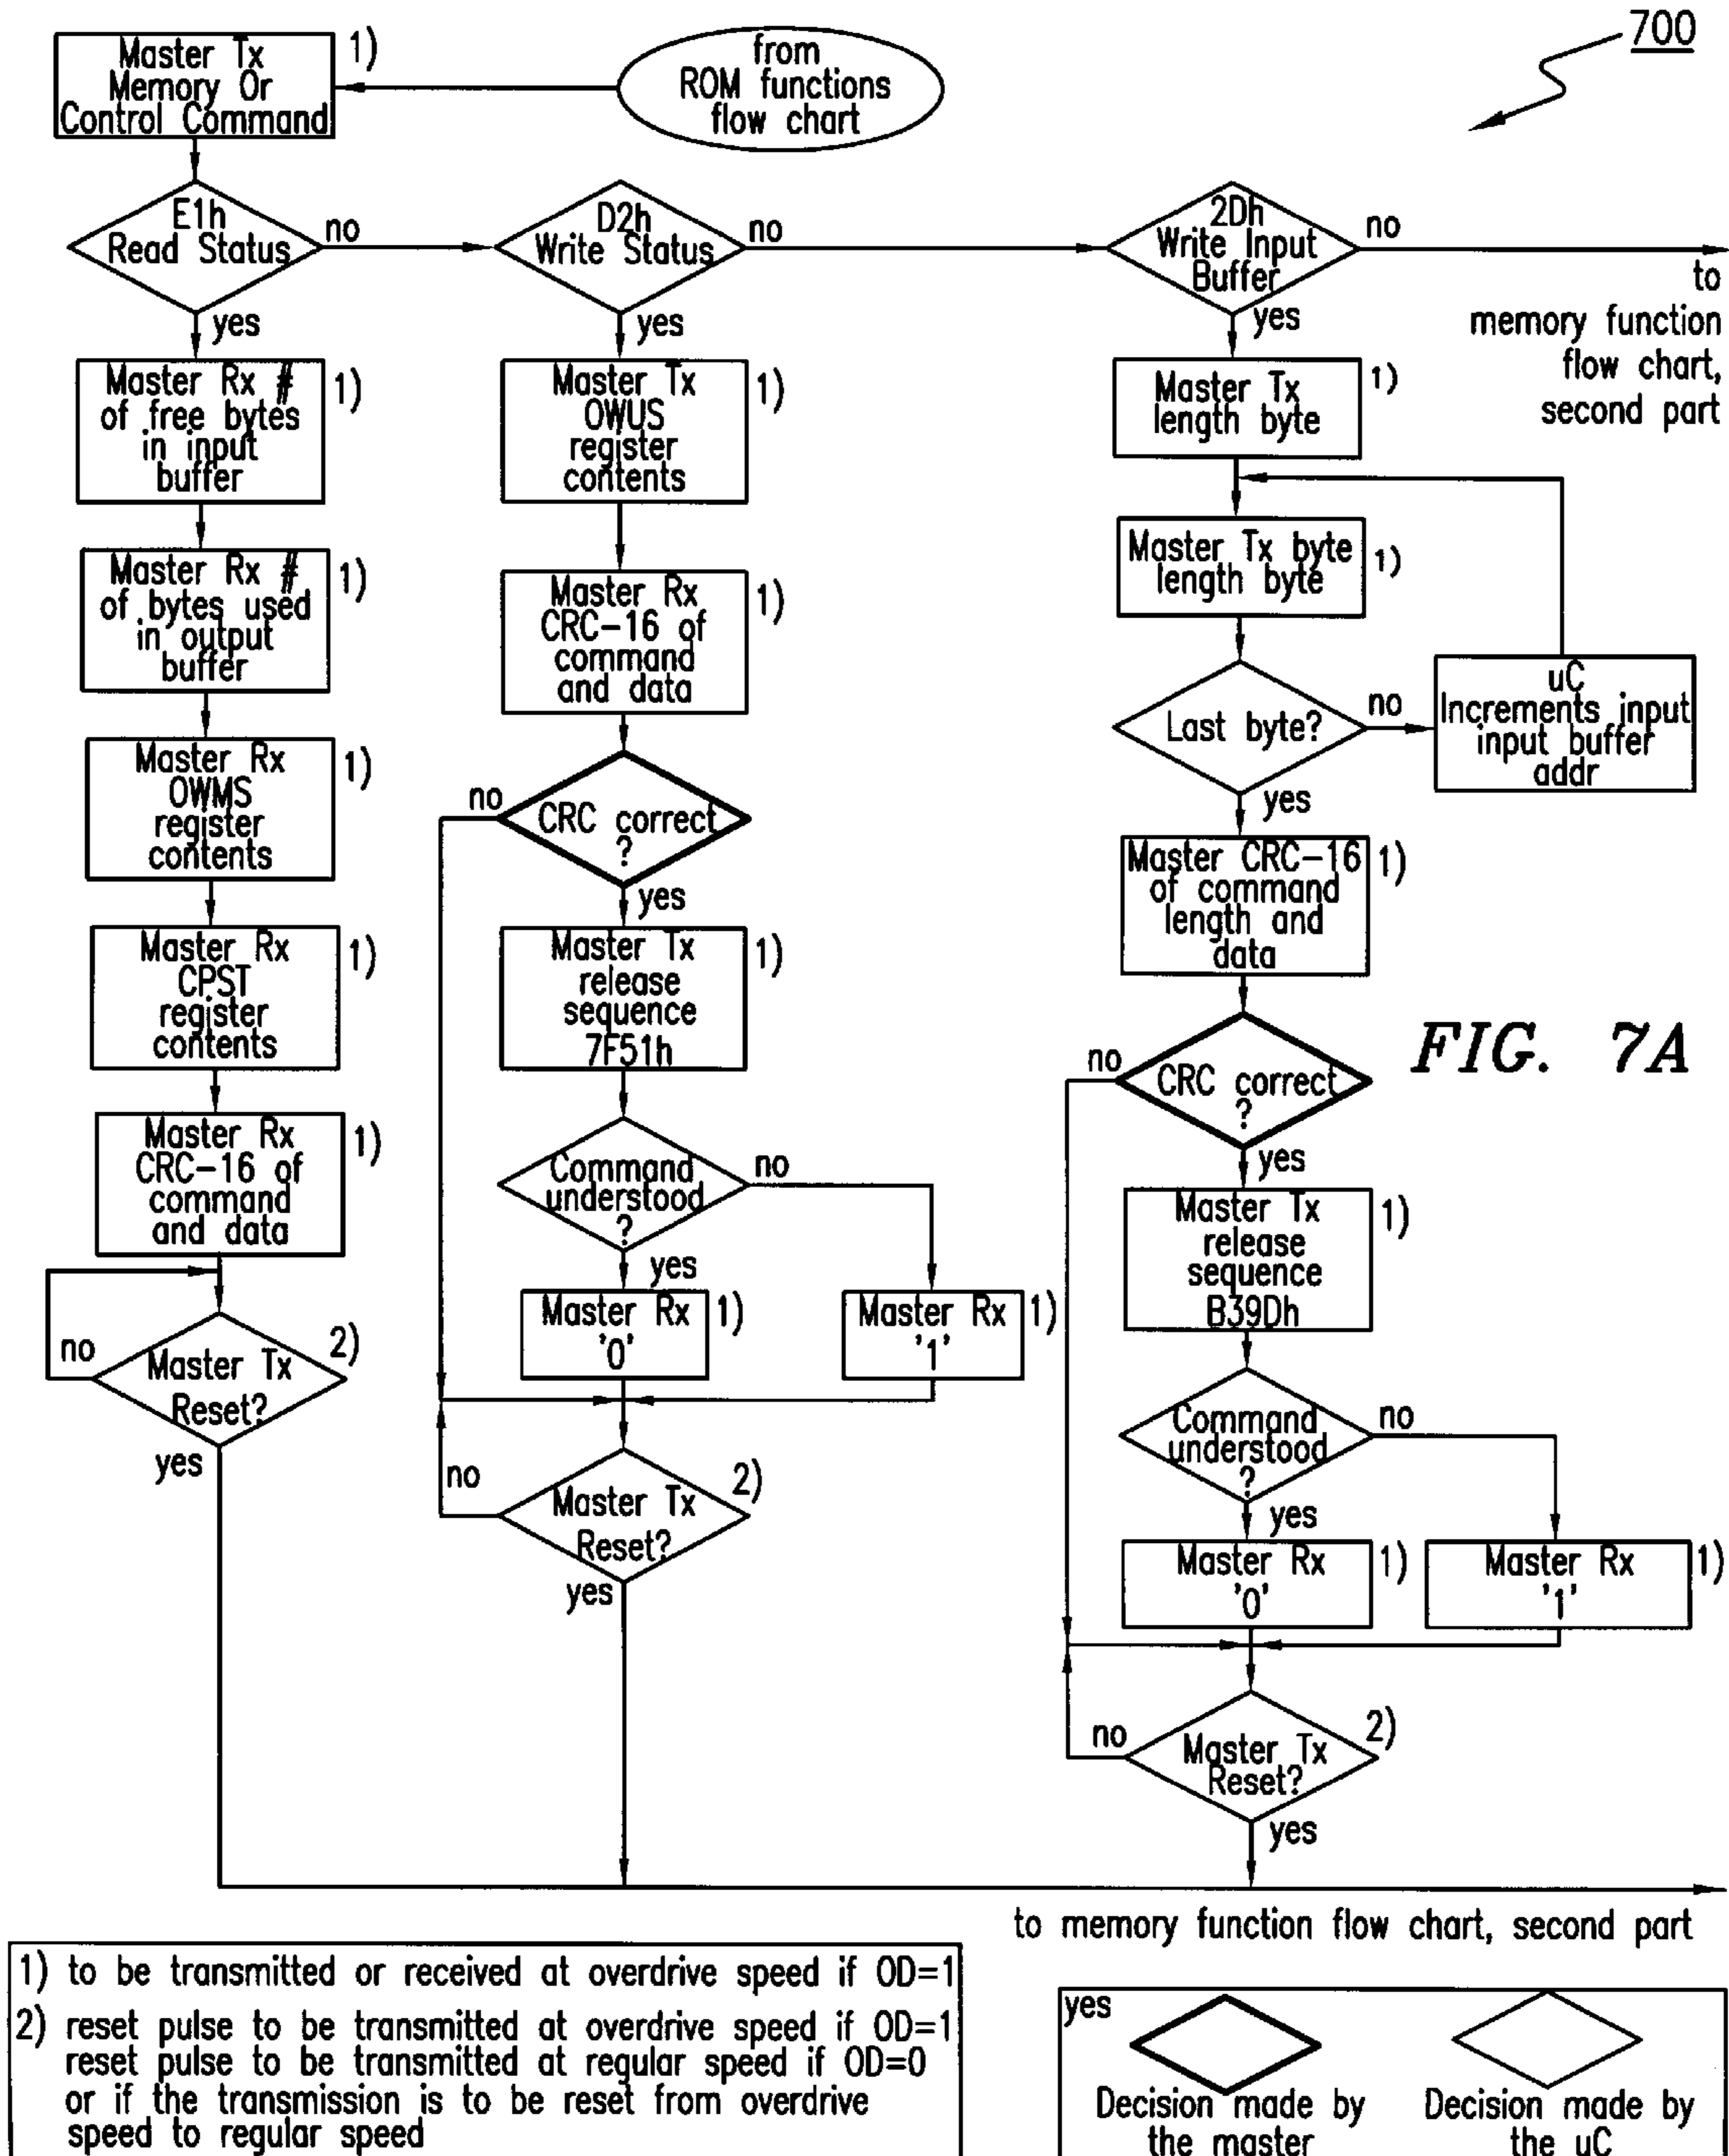 700
Master Tx
Memory Or
Control Command
1)
from
ROM functions
flow chart
E1h
Read Status
no
yes
D2h
Write Status
no
yes
2Dh
Write Input
Buffer
no
yes
to
memory function
flow chart,
second part
Master Rx #
of free bytes
in input
buffer
1)
Master Rx #
of bytes used
in output
buffer
1)
Master Rx
OWMS
register
contents
1)
Master Rx
CPST
register
contents
1)
Master Rx
CRC-16 of
command
and data
1)
no
Master Tx
Reset?
2)
yes
Master Tx
OWUS
register
contents
1)
Master Rx
CRC-16 of
command
and data
1)
no
CRC correct
?
yes
Master Tx
release
sequence
7F51h
1)
Command
understood
?
no
yes
Master Rx
'0'
1)
Master Rx
'1'
1)
no
Master Tx
Reset?
2)
yes
Master Tx
length byte
1)
Master Tx byte
length byte
1)
Last byte?
no
uC
Increments input
input buffer
addr
yes
Master CRC-16
of command
length and
data
1)
FIG. 7A
no
CRC correct
?
yes
Master Tx
release
sequence
B39Dh
1)
Command
understood
?
no
yes
Master Rx
'0'
1)
Master Rx
'1'
1)
no
Master Tx
Reset?
2)
yes
to memory function flow chart, second part
1) to be transmitted or received at overdrive speed if OD=1
2) reset pulse to be transmitted at overdrive speed if OD=1
reset pulse to be transmitted at regular speed if OD=0
or if the transmission is to be reset from overdrive
speed to regular speed
yes
Decision made by
the master
Decision made by
the uC